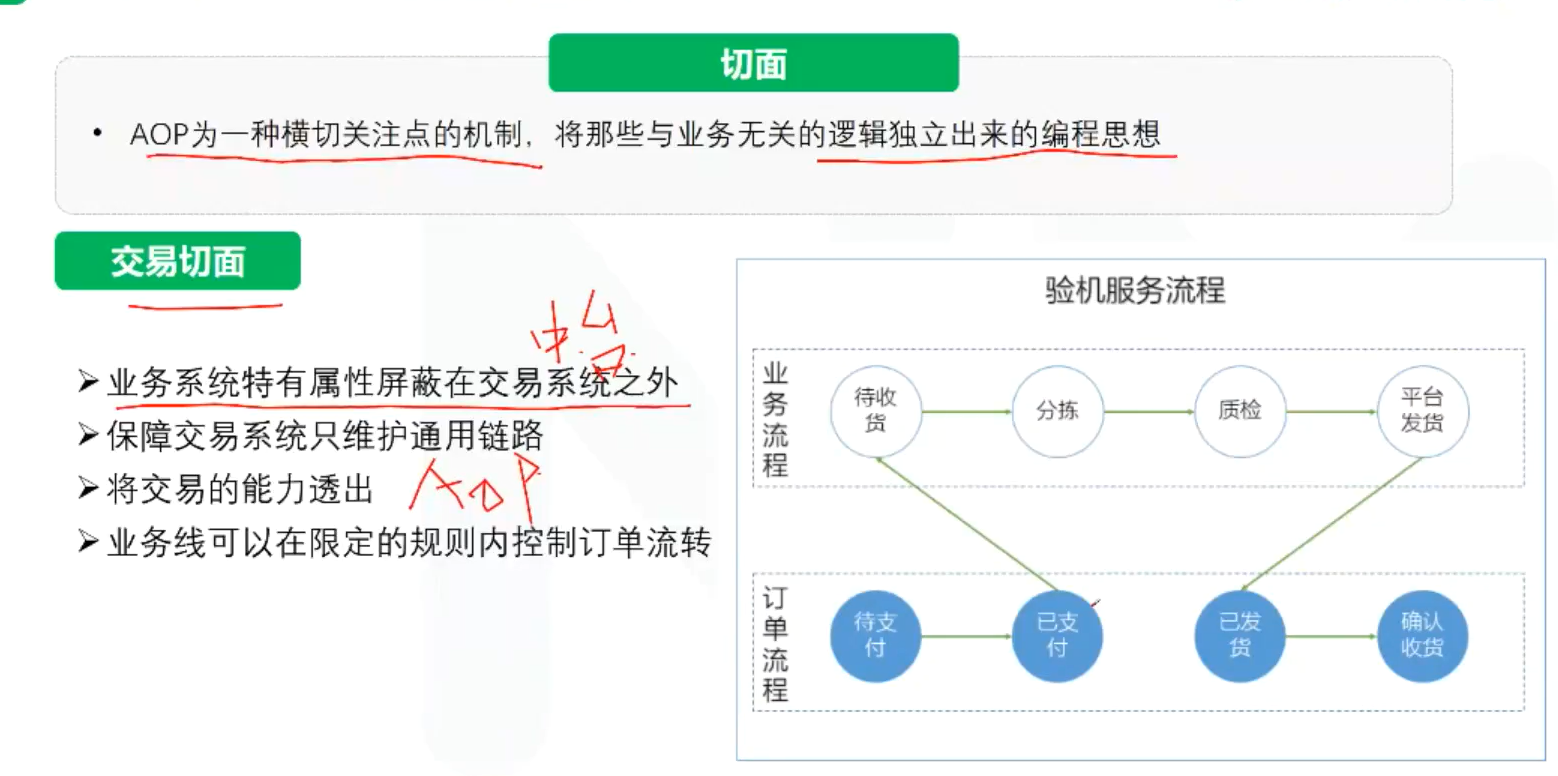 切面
• AOP为一种横切关注点的机制，将那些与业务无关的逻辑独立出来的编程思想
交易切面
中台
➢业务系统特有属性屏蔽在交易系统之外
➢保障交易系统只维护通用链路
➢将交易的能力透出
AOP
➢业务线可以在限定的规则内控制订单流转
验机服务流程
业务流程
待收货
分拣
质检
平台发货
订单流程
待支付
已支付
已发货
确认收货